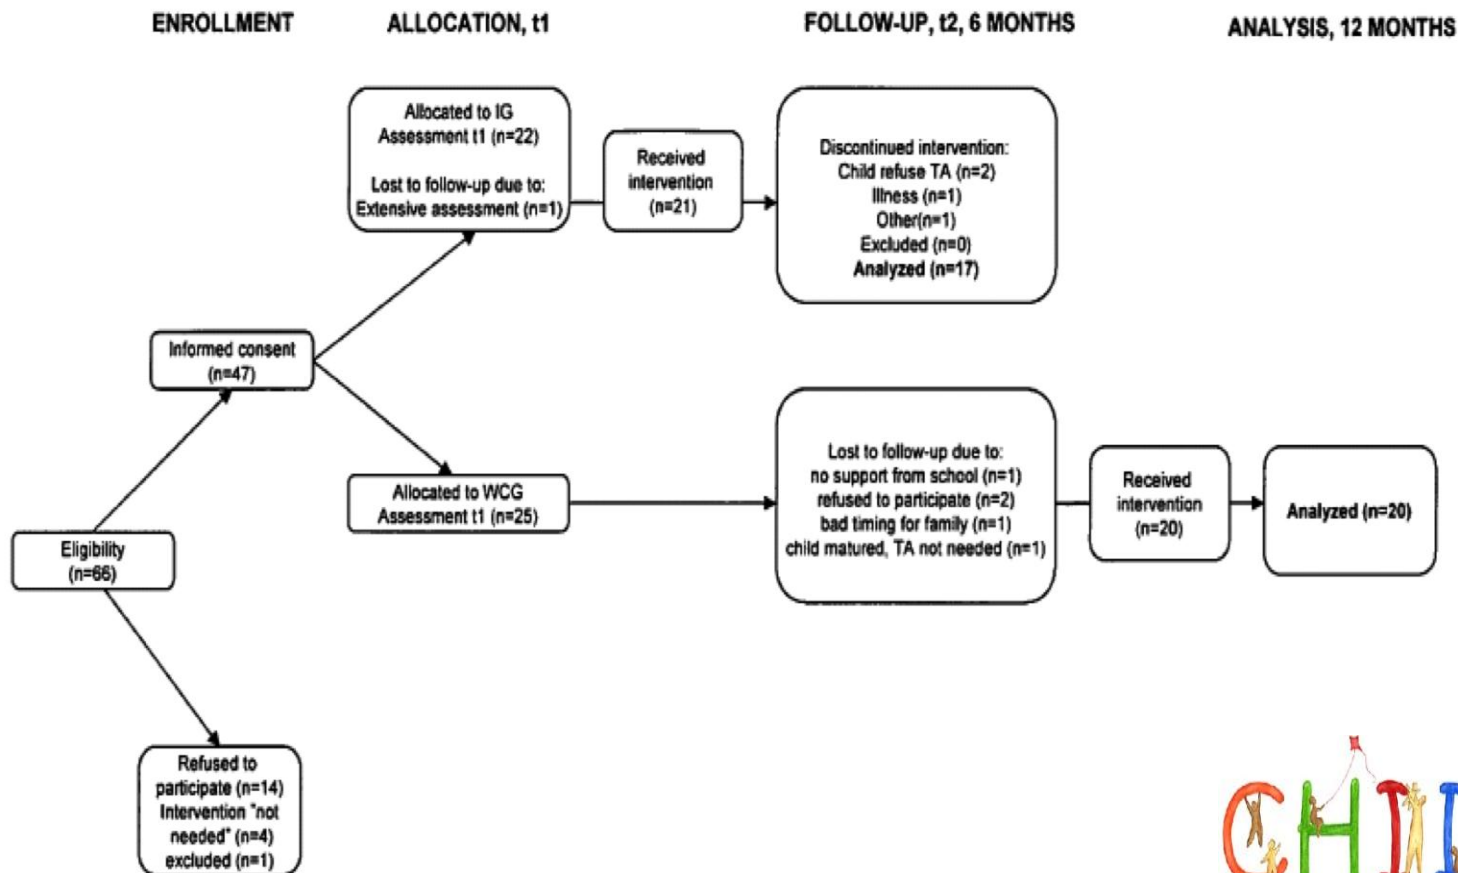 ENROLLMENT
ALLOCATION, t1
FOLLOW-UP, t2, 6 MONTHS
ANALYSIS, 12 MONTHS
Allocated to IG
Assessment t1 (n=22)
Lost to follow-up due to:
Extensive assessment (n=1)
Received
intervention
(n=21)
Discontinued intervention:
Child refuse TA (n=2)
Illness (n=1)
Other(n=1)
Excluded (n=0)
Analyzed (n=17)
Informed consent
(n=47)
Allocated to WCG
Assessment t1 (n=25)
Lost to follow-up due to:
no support from school (n=1)
refused to participate (n=2)
bad timing for family (n=1)
child matured, TA not needed (n=1)
Received
intervention
(n=20)
Analyzed (n=20)
Eligibility
(n=66)
Refused to
participate (n=14)
Intervention "not
needed" (n=4)
excluded (n=1)